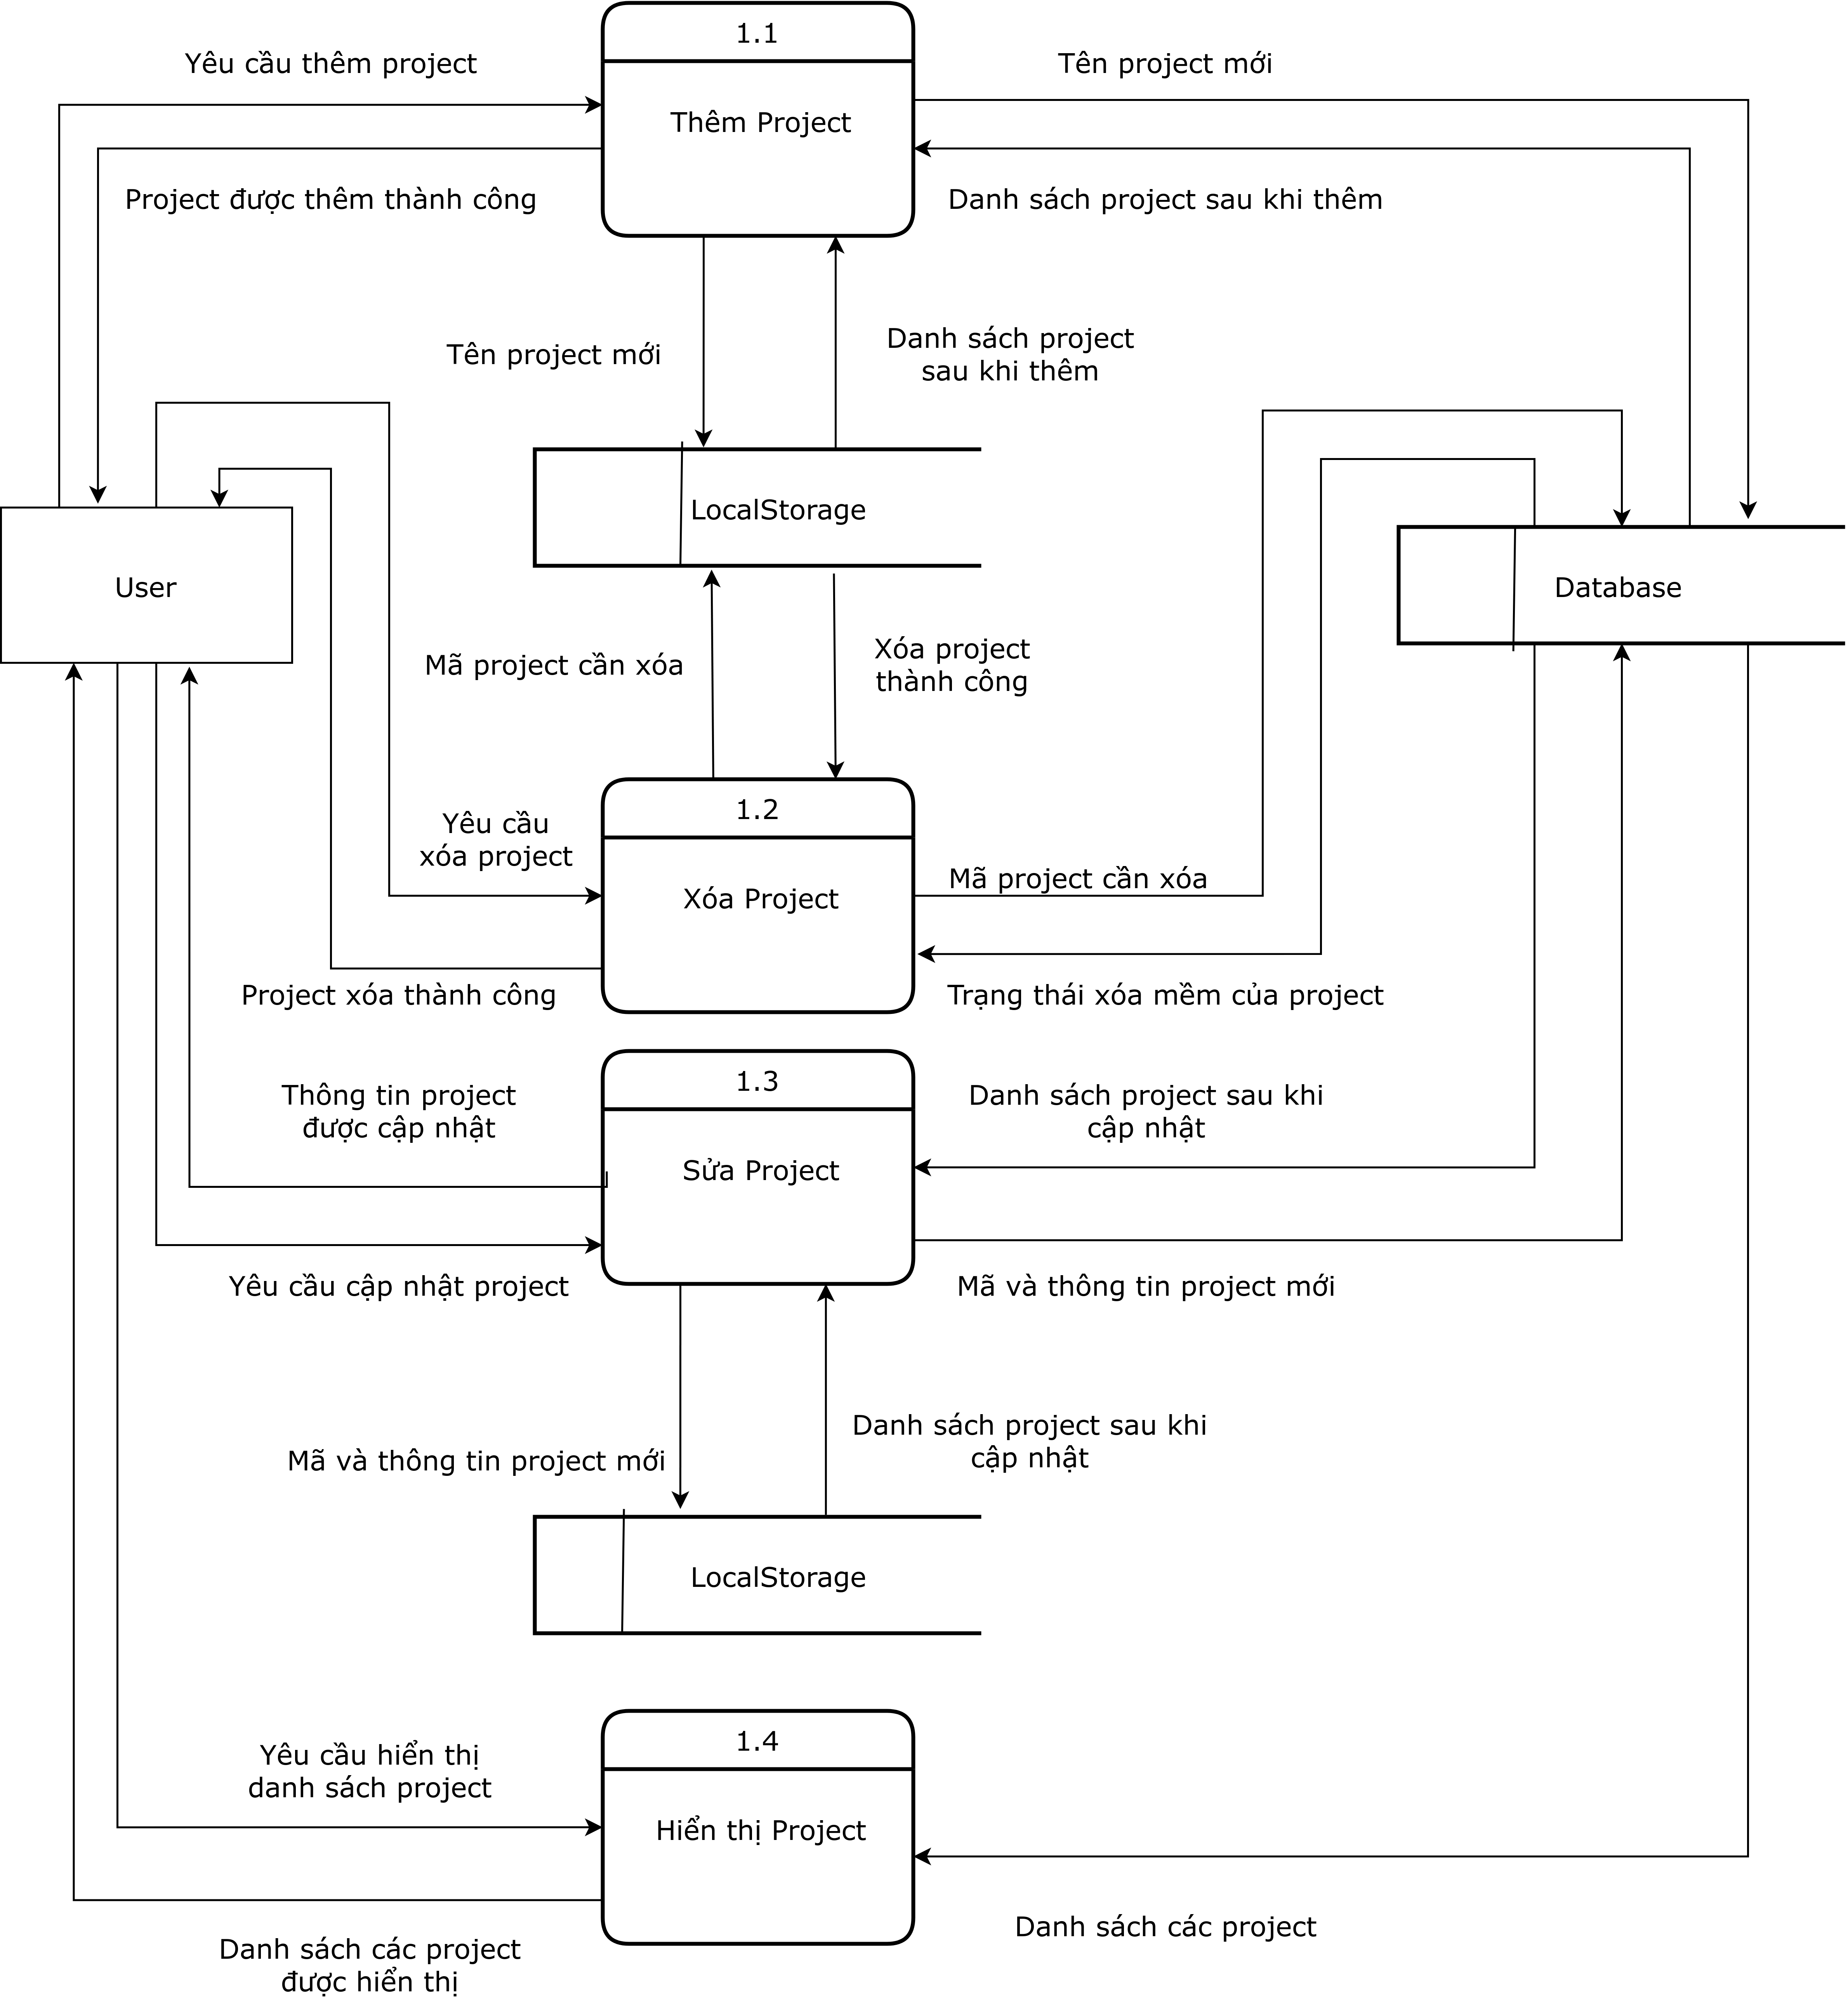 1.1
Yêu cầu thêm project
Tên project mới
Thêm Project
Project được thêm thành công
Danh sách project sau khi thêm
Tên project mới
Danh sách project
sau khi thêm
LocalStorage
User
Database
Mã project cần xóa
Xóa project
thành công
1.2
Yêu cầu
xóa project
Mã project cần xóa
Xóa Project
Project xóa thành công
Trạng thái xóa mềm của project
1.3
Thông tin project
được cập nhật
Danh sách project sau khi
cập nhật
Sửa Project
Yêu cầu cập nhật project
Mã và thông tin project mới
Mã và thông tin project mới
Danh sách project sau khi
cập nhật
LocalStorage
1.4
Yêu cầu hiển thị
danh sách project
Hiển thị Project
Danh sách các project
Danh sách các project
được hiển thị